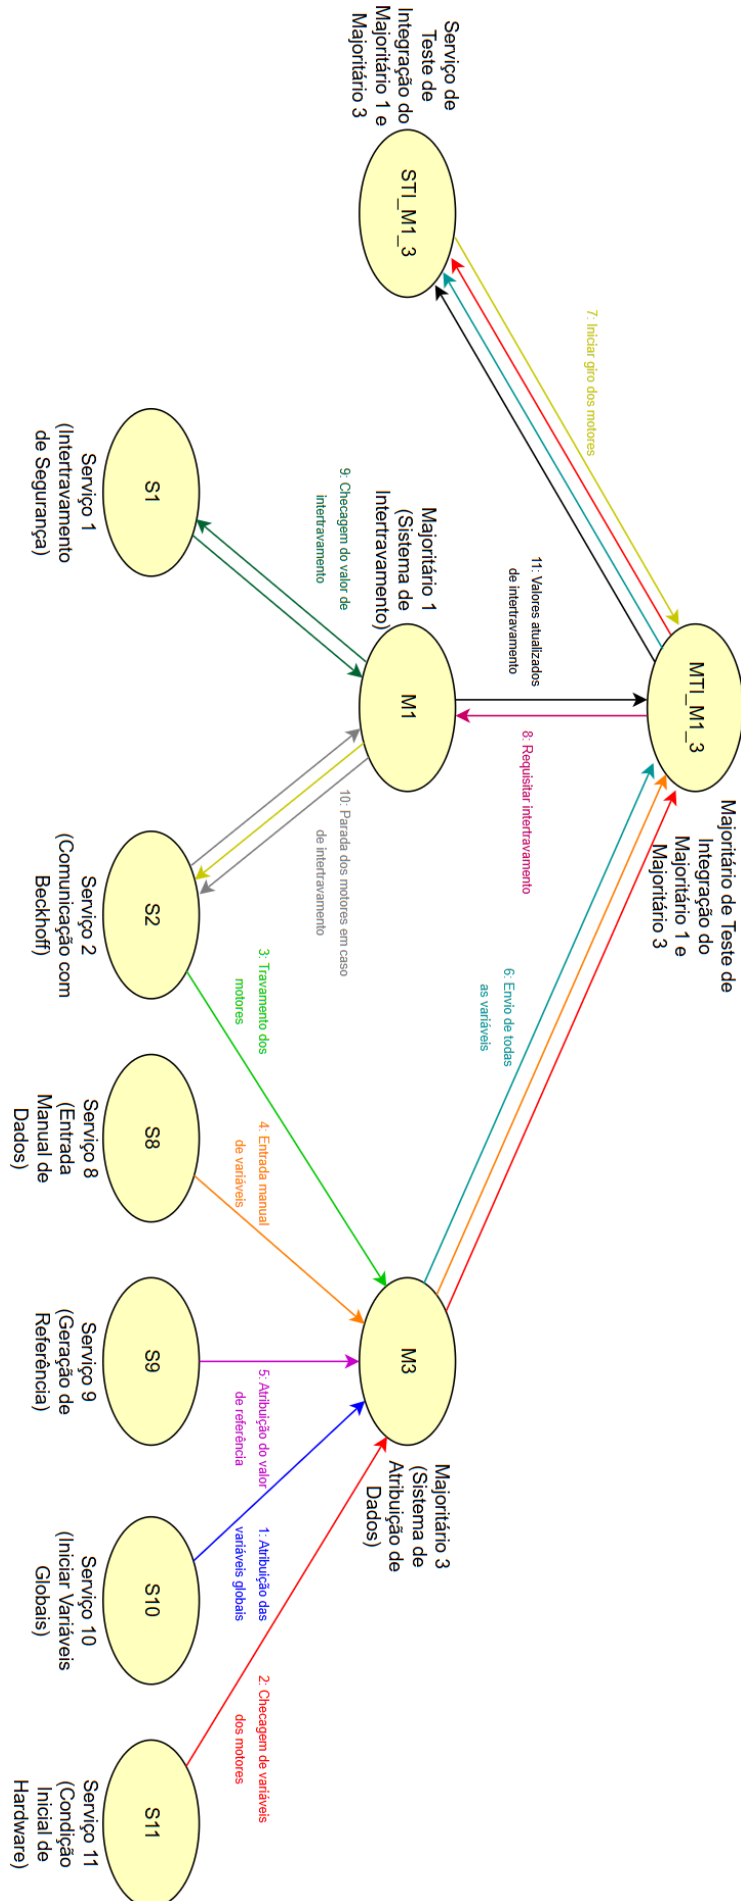 Majoritário de Teste de
Integração do
Majoritário 1 e
Majoritário 3
MTI_M1_3
Serviço de
Teste de
Integração do
Majoritário 1 e
Majoritário 3
STI_M1_3
7: Iniciar giro dos motores
11: Valores atualizados
de intertravamento
8: Requisitar intertravamento
6: Envio de todas
as variáveis
Majoritário 1
(Sistema de
Intertravamento)
M1
Majoritário 3
(Sistema de
Atribuição de
Dados)
M3
9: Checagem do valor de
intertravamento
10: Parada dos motores em caso
de intertravamento
3: Travamento dos
motores
4: Entrada manual
de variáveis
5: Atribuição do valor
de referência
1: Atribuição das
variáveis globais
2: Checagem de variáveis
dos motores
S1
Serviço 1
(Intertravamento
de Segurança)
S2
Serviço 2
(Comunicação com
Beckhoff)
S8
Serviço 8
(Entrada
Manual de
Dados)
S9
Serviço 9
(Geração de
Referência)
S10
Serviço 10
(Iniciar Variáveis
Globais)
S11
Serviço 11
(Condição
Inicial de
Hardware)